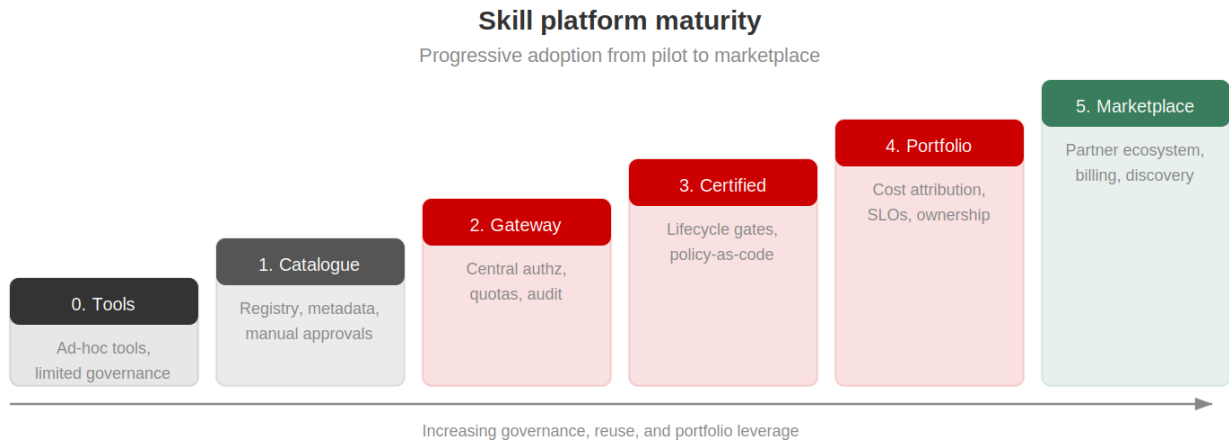 Skill platform maturity
Progressive adoption from pilot to marketplace
0. Tools
Ad-hoc tools,
limited governance
1. Catalogue
Registry, metadata,
manual approvals
2. Gateway
Central authz,
quotas, audit
3. Certified
Lifecycle gates,
policy-as-code
4. Portfolio
Cost attribution,
SLOs, ownership
5. Marketplace
Partner ecosystem,
billing, discovery
Increasing governance, reuse, and portfolio leverage